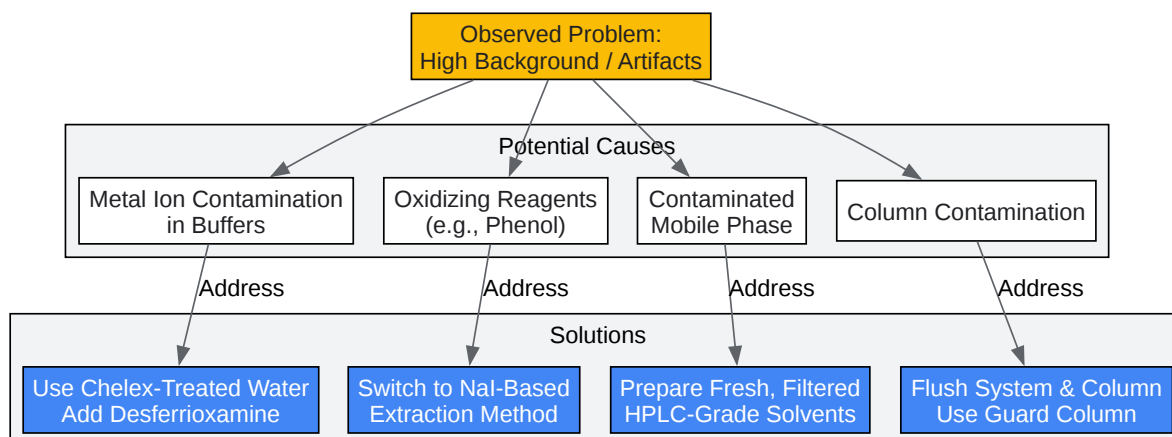 Observed Problem:
High Background / Artifacts
Potential Causes
Metal Ion Contamination
in Buffers
Oxidizing Reagents
(e.g., Phenol)
Contaminated
Mobile Phase
Column Contamination
Address
Address
Address
Address
Solutions
Use Chelex-Treated Water
Add Desferrioxamine
Switch to NaI-Based
Extraction Method
Prepare Fresh, Filtered
HPLC-Grade Solvents
Flush System & Column
Use Guard Column